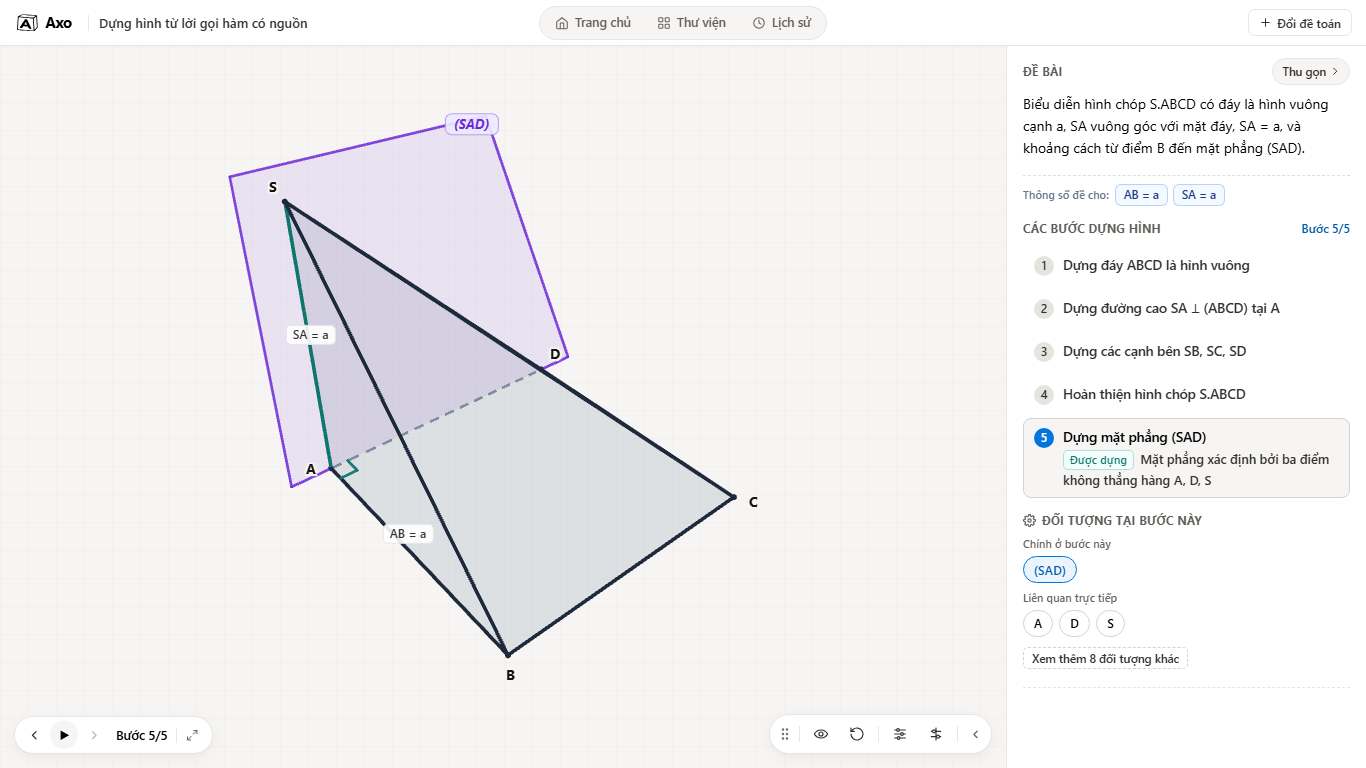 Axo
Dựng hình từ lời gọi hàm có nguồn
Trang chủ
Thư viện
Lịch sử
Đổi đề toán
(SAD)
S
SA = a
D
A
C
AB = a
B
Bước 5/5
ĐỀ BÀI
Thu gọn
Biểu diễn hình chóp S.ABCD có đáy là hình vuông
cạnh a, SA vuông góc với mặt đáy, SA = a, và
khoảng cách từ điểm B đến mặt phẳng (SAD).
Thông số đề cho:
AB = a
SA = a
CÁC BƯỚC DỰNG HÌNH
Bước 5/5
1 Dựng đáy ABCD là hình vuông
2 Dựng đường cao SA ⊥ (ABCD) tại A
3 Dựng các cạnh bên SB, SC, SD
4 Hoàn thiện hình chóp S.ABCD
5 Dựng mặt phẳng (SAD)
Được dựng Mặt phẳng xác định bởi ba điểm
không thẳng hàng A, D, S
ĐỐI TƯỢNG TẠI BƯỚC NÀY
Chính ở bước này
(SAD)
Liên quan trực tiếp
A D S
Xem thêm 8 đối tượng khác